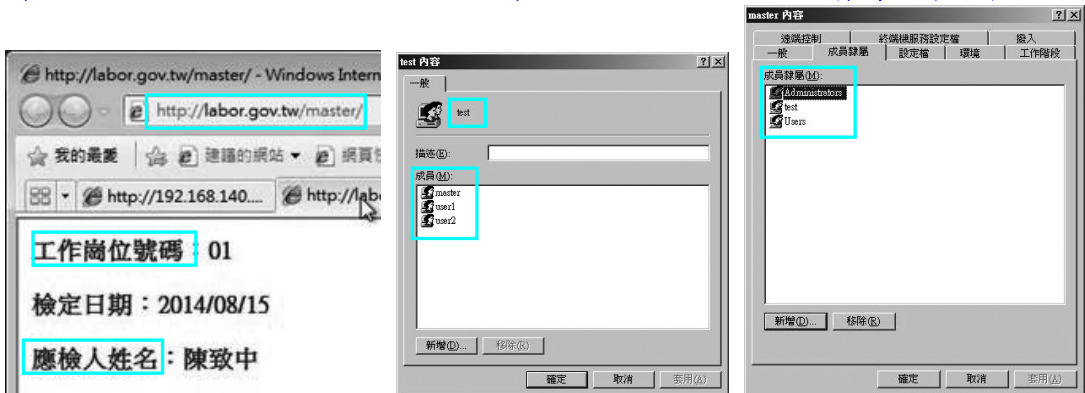 http://labor.gov.tw/master/ - Windows Intern
http://labor.gov.tw/master/
我的最愛
建議的網站
網頁快
http://192.168.140....
http://labo
工作崗位號碼：01
檢定日期：2014/08/15
應檢人姓名：陳致中
test 內容
一般
test
描述(E):
成員(M):
master
user1
user2
新增(D)...
移除(R)
確定
取消
套用(A)
master 內容
遠端控制
終端機服務設定檔
撥入
一般
成員隸屬
設定檔
環境
工作階段
成員隸屬(M):
Administrators
test
Users
新增(D)...
移除(R)
確定
取消
套用(A)